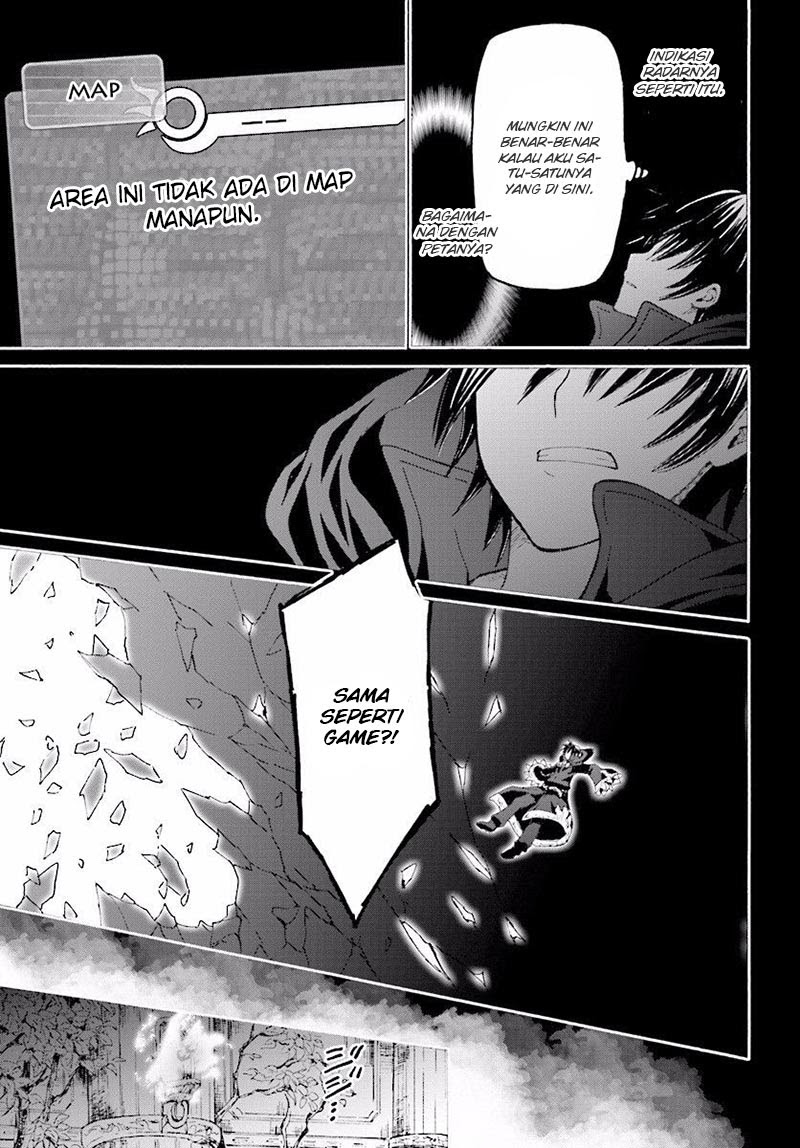 INDIKASI
RADARNYA
SEPERTI ITU.
MUNGKIN INI
BENAR-BENAR
KALAU AKU SA-
TU-SATUNYA
YANG DI SINI.
BAGAIMA-
NA DENGAN
PETANYA?
MAP
AREA INI TIDAK ADA DI MAP
MANAPUN.
SAMA
SEPERTI
GAME?!